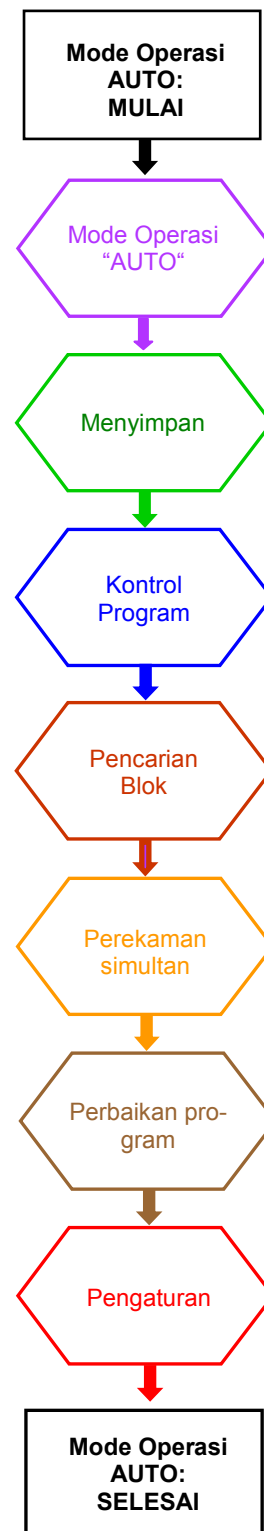 Mode Operasi
AUTO:
MULAI
Mode Operasi
“AUTO“
Menyimpan
Kontrol
Program
Pencarian
Blok
Perekaman
simultan
Perbaikan pro-
gram
Pengaturan
Mode Operasi
AUTO:
SELESAI